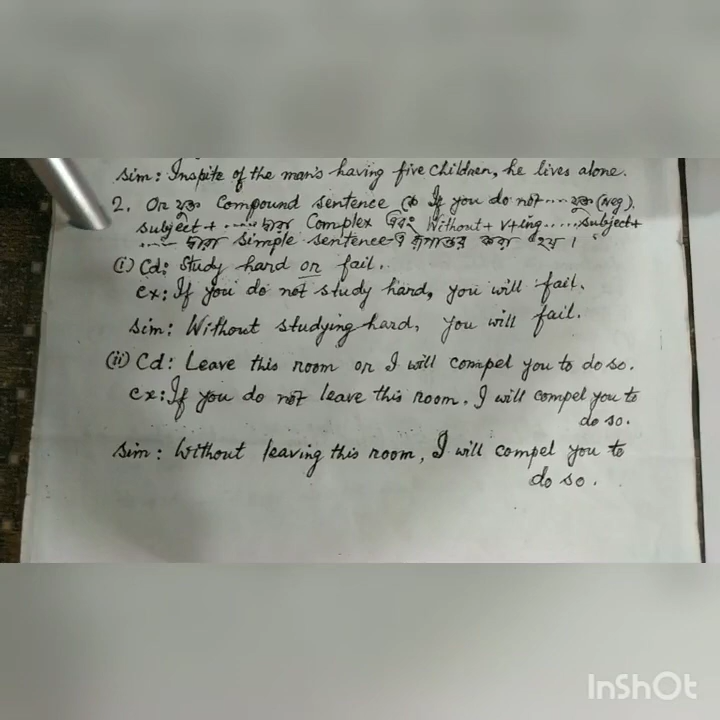 Sim: Inspite of the man's having five children, he lives alone.
2. Or যুক্ত Compound sentence কে If you do not.... যুক্ত (Neg).
subject + ..... দ্বারা Complex এবং Without + v+ing......subject +
..... দ্বারা simple sentence-এ রূপান্তর করা হয়।
(i) Cd: Study hard or fail.
Cx: If you do not study hard, you will fail.
Sim: Without studying hard, you will fail.
(ii) Cd: Leave this room or I will compel you to do so.
Cx: If you do not leave this room, I will compel you to
do so.
Sim: Without leaving this room, I will compel you to
do so.
InShOt